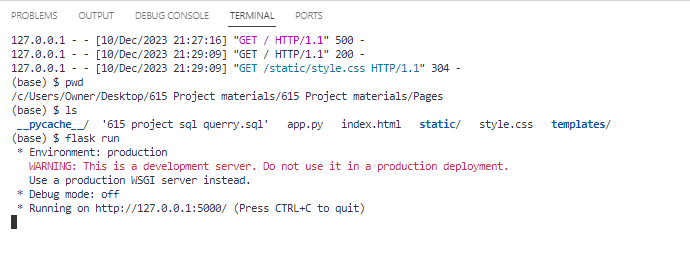 PROBLEMS OUTPUT DEBUG CONSOLE TERMINAL PORTS
127.0.0.1 - - [10/Dec/2023 21:27:16] "GET / HTTP/1.1" 500 -
127.0.0.1 - - [10/Dec/2023 21:29:09] "GET / HTTP/1.1" 200 -
127.0.0.1 - - [10/Dec/2023 21:29:09] "GET /static/style.css HTTP/1.1" 304 -
(base) $ pwd
/c/Users/Owner/Desktop/615 Project materials/615 Project materials/Pages
(base) $ ls
__pycache__/ '615 project sql querry.sql' app.py index.html static/ style.css templates/
(base) $ flask run
* Environment: production
WARNING: This is a development server. Do not use it in a production deployment.
Use a production WSGI server instead.
* Debug mode: off
* Running on http://127.0.0.1:5000/ (Press CTRL+C to quit)